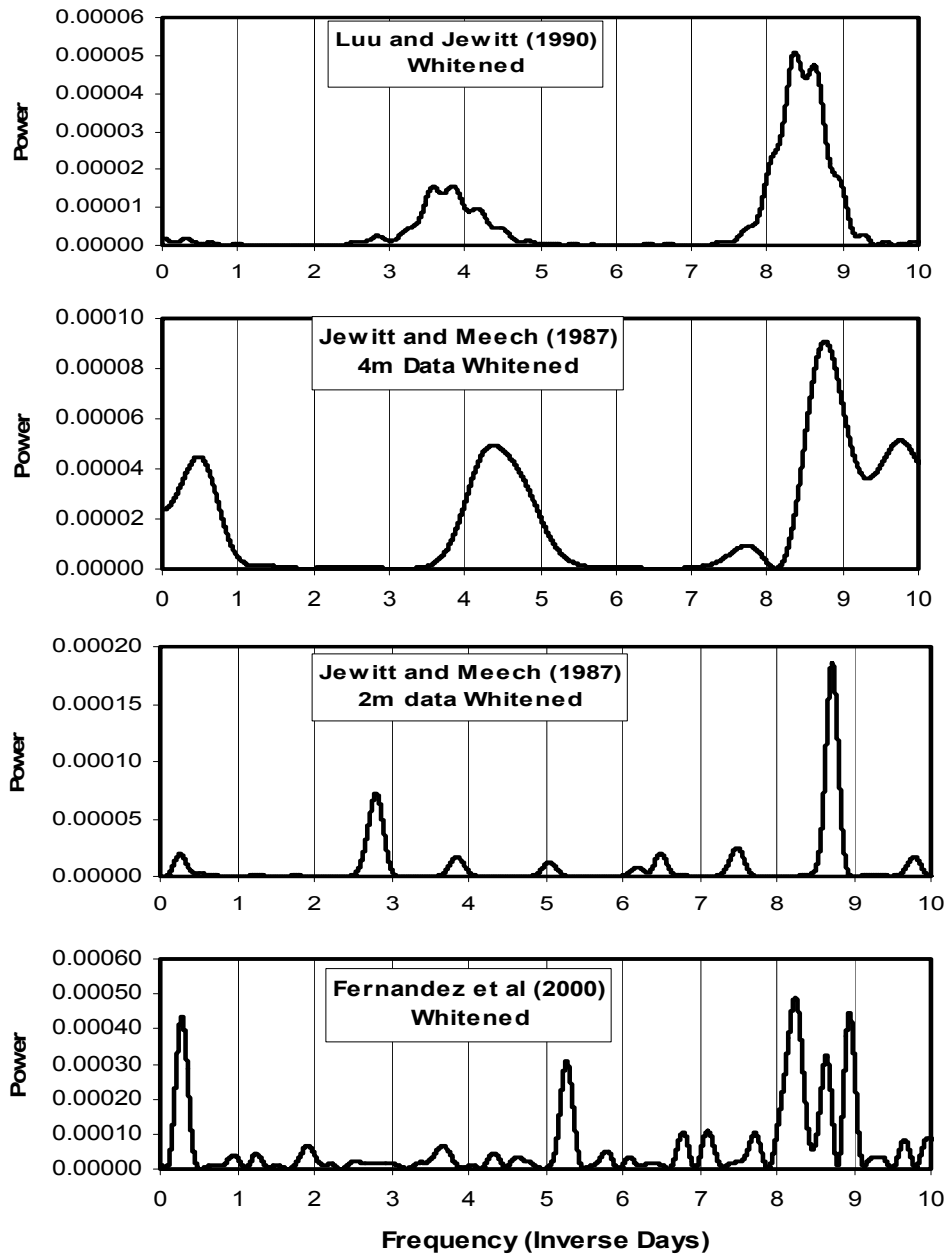 Luu and Jewitt (1990)
Whitened
Power
0.00006
0.00005
0.00004
0.00003
0.00002
0.00001
0.00000
0 1 2 3 4 5 6 7 8 9 10
Jewitt and Meech (1987)
4m Data Whitened
Power
0.00010
0.00008
0.00006
0.00004
0.00002
0.00000
0 1 2 3 4 5 6 7 8 9 10
Jewitt and Meech (1987)
2m data Whitened
Power
0.00020
0.00015
0.00010
0.00005
0.00000
0 1 2 3 4 5 6 7 8 9 10
Fernandez et al (2000)
Whitened
Power
0.00060
0.00050
0.00040
0.00030
0.00020
0.00010
0.00000
0 1 2 3 4 5 6 7 8 9 10
Frequency (Inverse Days)